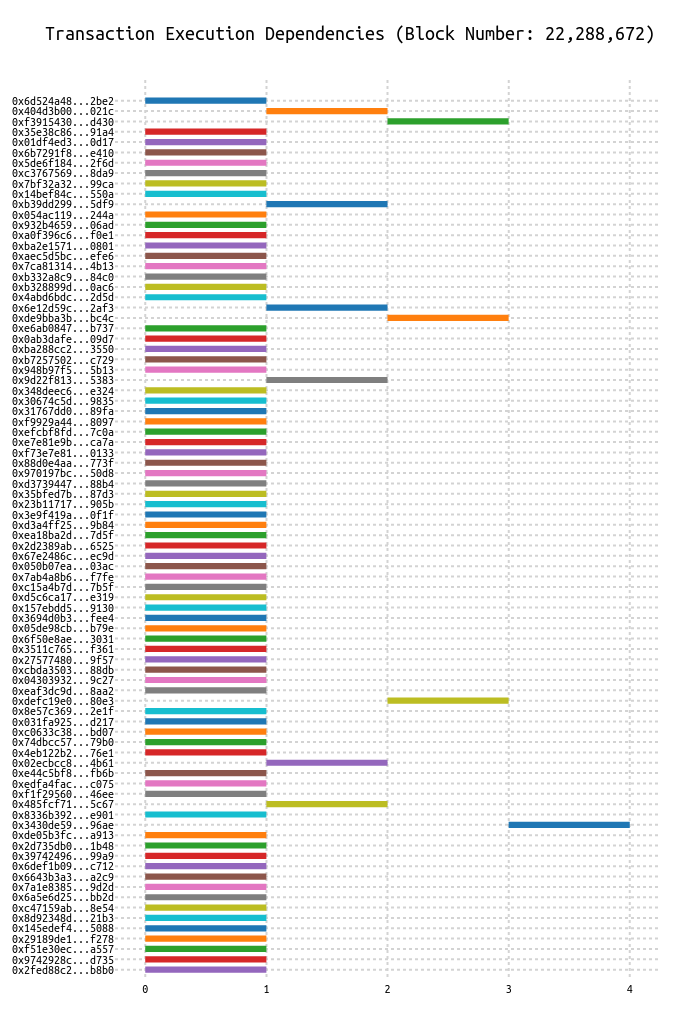 Transaction Execution Dependencies (Block Number: 22,288,672)
0x6d524a48...2be2
0x404d3b00...021c
0xf3915430...d430
0x35e38c86...91a4
0x01df4ed3...0d17
0x6b7291f8...e410
0x5de6f184...2f6d
0xc3767569...8da9
0x7bf32a32...99ca
0x14bef84c...550a
0xb39dd299...5df9
0x054ac119...244a
0x932b4659...06ad
0xa0f396c6...f0e1
0xba2e1571...0801
0xaec5d5bc...efe6
0x7ca81314...4b13
0xb332a8c9...84c0
0xb328899d...0ac6
0x4abd6bdc...2d5d
0x6e12d59c...2af3
0xde9bba3b...bc4c
0xe6ab0847...b737
0x0ab3dafe...09d7
0xba288cc2...3550
0xb7257502...c729
0x948b97f5...5b13
0x9d22f813...5383
0x348deec6...e324
0x30674c5d...9835
0x31767dd0...89fa
0xf9929a44...8097
0xefcbf8fd...7c0a
0xe7e81e9b...ca7a
0xf73e7e81...0133
0x88d0e4aa...773f
0x970197bc...50d8
0xd3739447...88b4
0x35bfed7b...87d3
0x23b11717...905b
0x3e9f419a...0f1f
0xd3a4ff25...9b84
0xea18ba2d...7d5f
0x2d2389ab...6525
0x67e2486c...ec9d
0x050b07ea...03ac
0x7ab4a8b6...f7fe
0xc15a4b7d...7b5f
0xd5c6ca17...e319
0x157ebdd5...9130
0x3694d0b3...fee4
0x05de98cb...b79e
0x6f50e8ae...3031
0x3511c765...f361
0x27577480...9f57
0xcbda3503...88db
0x04303932...9c27
0xeaf3dc9d...8aa2
0xdefc19e0...80e3
0x8e57c369...2e1f
0x031fa925...d217
0xc0633c38...bd07
0x74dbcc57...79b0
0x4eb122b2...76e1
0x02ecbcc8...4b61
0xe44c5bf8...fb6b
0xedfa4fac...c075
0xf1f29560...46ee
0x485fcf71...5c67
0x8336b392...e901
0x3430de59...96ae
0xde05b3fc...a913
0x2d735db0...1b48
0x39742496...99a9
0x6def1b09...c712
0x6643b3a3...a2c9
0x7a1e8385...9d2d
0x6a5e6d25...bb2d
0xc47159ab...8e54
0x8d92348d...21b3
0x145edef4...5088
0x29189de1...f278
0xf51e30ec...a557
0x9742928c...d735
0x2fed88c2...b8b0
0 1 2 3 4